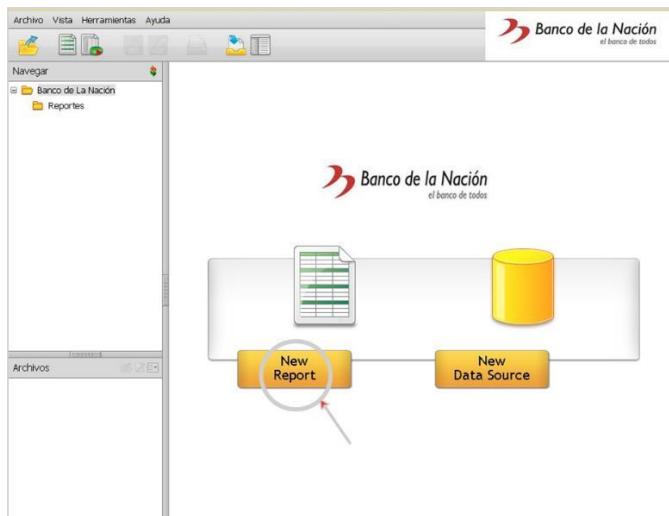 Archivo Vista Herramientas Ayuda
Banco de la Nación
el banco de todos
Navegar
Banco de La Nación
Reportes
Banco de la Nación
el banco de todos
New
Report
New
Data Source
Archivos